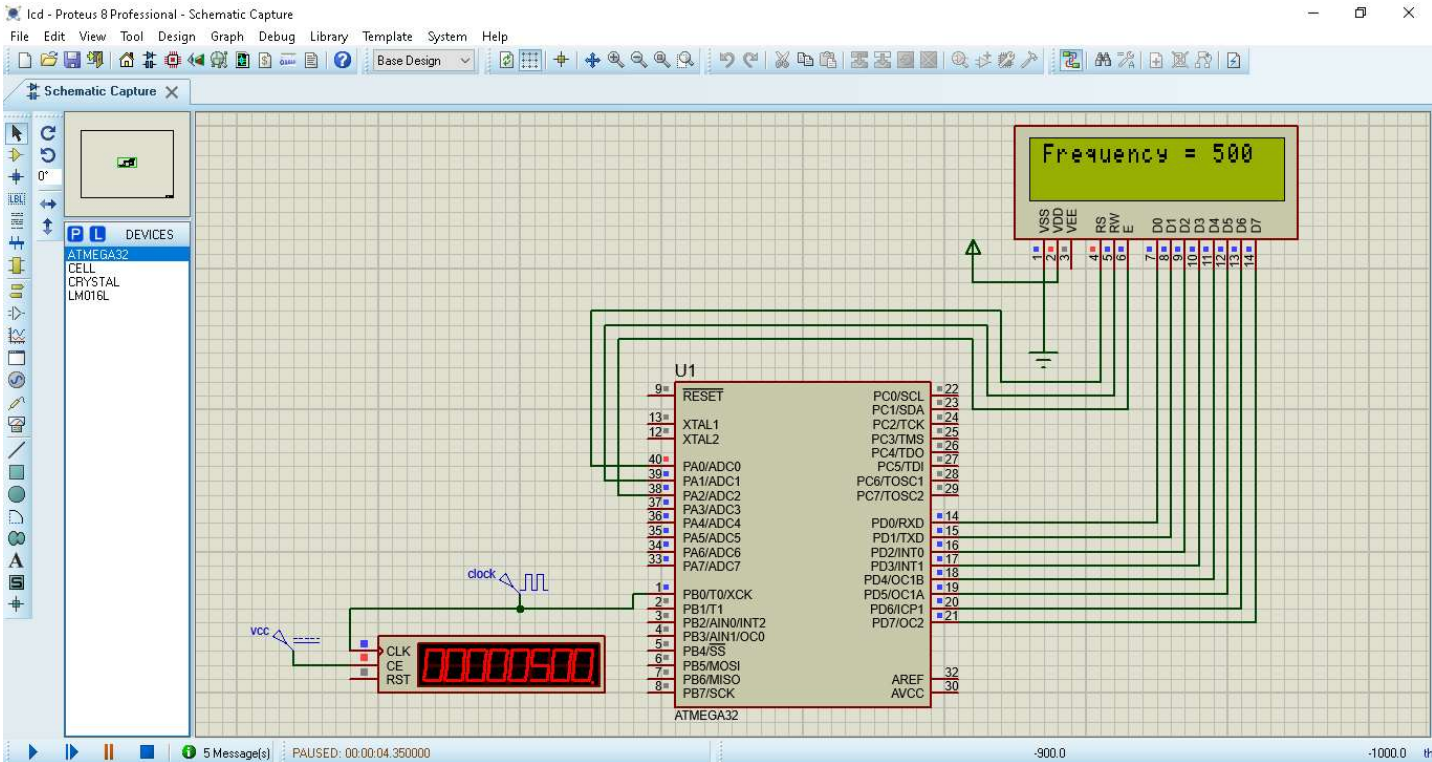 lcd - Proteus 8 Professional - Schematic Capture
File Edit View Tool Design Graph Debug Library Template System Help
Base Design
Schematic Capture
0°
LBL
P L DEVICES
ATMEGA32
CELL
CRYSTAL
LM016L
A
S
Frequency = 500
VSS VDD VEE RS RW E D0 D1 D2 D3 D4 D5 D6 D7
1 2 3 4 5 6 7 8 9 10 11 12 13 14
U1
9 RESET PC0/SCL 22
PC1/SDA 23
13 XTAL1 PC2/TCK 24
12 XTAL2 PC3/TMS 25
PC4/TDO 26
40 PA0/ADC0 PC5/TDI 27
39 PA1/ADC1 PC6/TOSC1 28
38 PA2/ADC2 PC7/TOSC2 29
37 PA3/ADC3
36 PA4/ADC4 PD0/RXD 14
35 PA5/ADC5 PD1/TXD 15
34 PA6/ADC6 PD2/INT0 16
33 PA7/ADC7 PD3/INT1 17
PD4/OC1B 18
1 PB0/T0/XCK PD5/OC1A 19
2 PB1/T1 PD6/ICP1 20
3 PB2/AIN0/INT2 PD7/OC2 21
4 PB3/AIN1/OC0
5 PB4/SS
6 PB5/MOSI
7 PB6/MISO AREF 32
8 PB7/SCK AVCC 30
ATMEGA32
clock
vcc
CLK
CE
RST
00000500
5 Message(s) PAUSED: 00:00:04.350000 -900.0 -1000.0 th